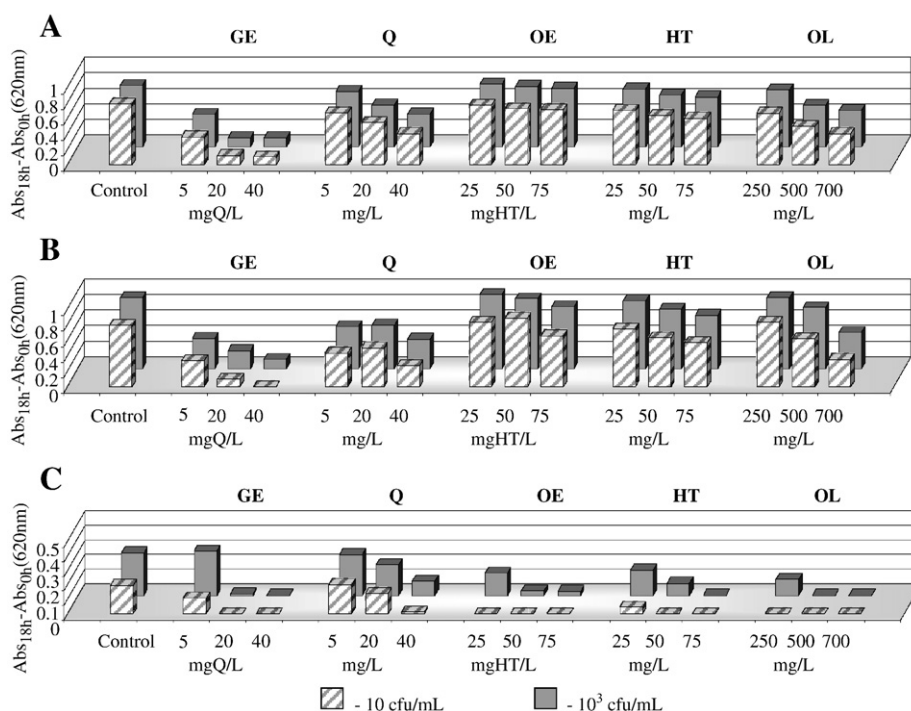 A
GE Q OE HT OL
Abs18h-Abs0h(620nm)
1
0.8
0.6
0.4
0.2
0
Control 5 20 40 5 20 40 25 50 75 25 50 75 250 500 700
mgQ/L mg/L mgHT/L mg/L mg/L
B
GE Q OE HT OL
Abs18h-Abs0h(620nm)
1
0.8
0.6
0.4
0.2
0
Control 5 20 40 5 20 40 25 50 75 25 50 75 250 500 700
mgQ/L mg/L mgHT/L mg/L mg/L
C
GE Q OE HT OL
Abs18h-Abs0h(620nm)
0.5
0.4
0.3
0.2
0.1
0
Control 5 20 40 5 20 40 25 50 75 25 50 75 250 500 700
mgQ/L mg/L mgHT/L mg/L mg/L
- 10 cfu/mL - 10³ cfu/mL